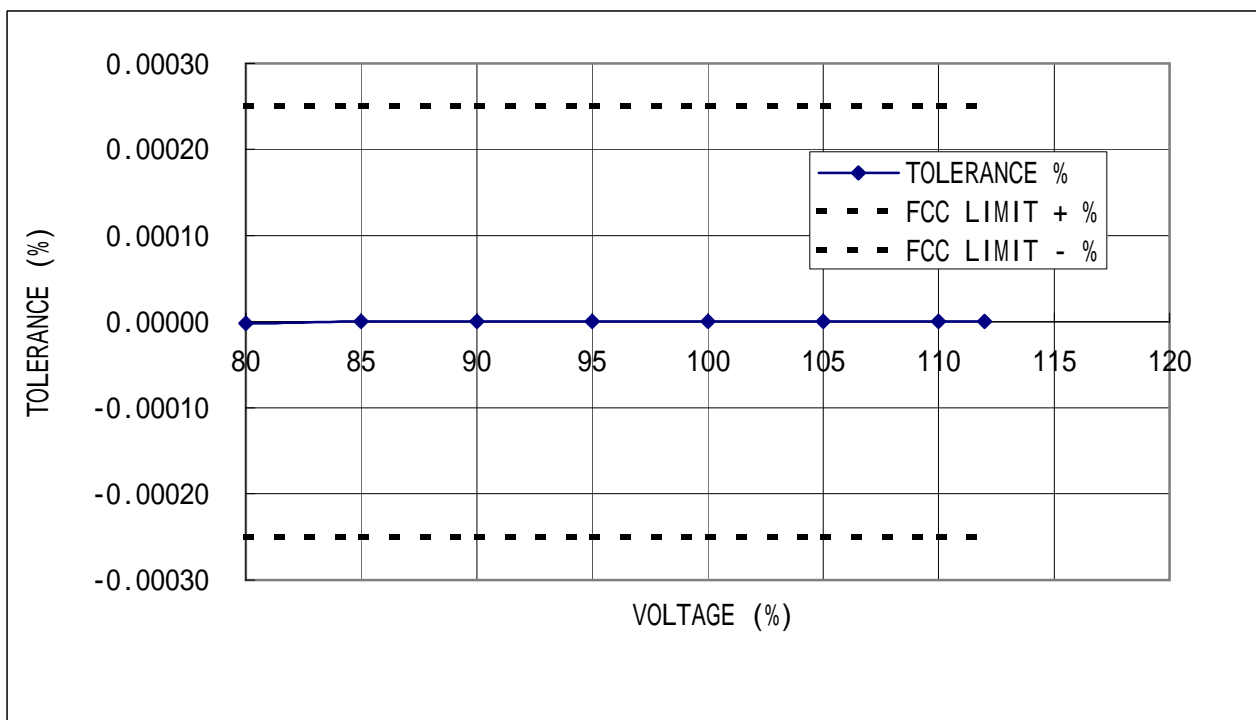 0.00030
0.00020
TOLERANCE %
FCC LIMIT + %
0.00010
FCC LIMIT - %
TOLERANCE (%)
0.00000
80 85 90 95 100 105 110 115 120
-0.00010
-0.00020
-0.00030
VOLTAGE (%)